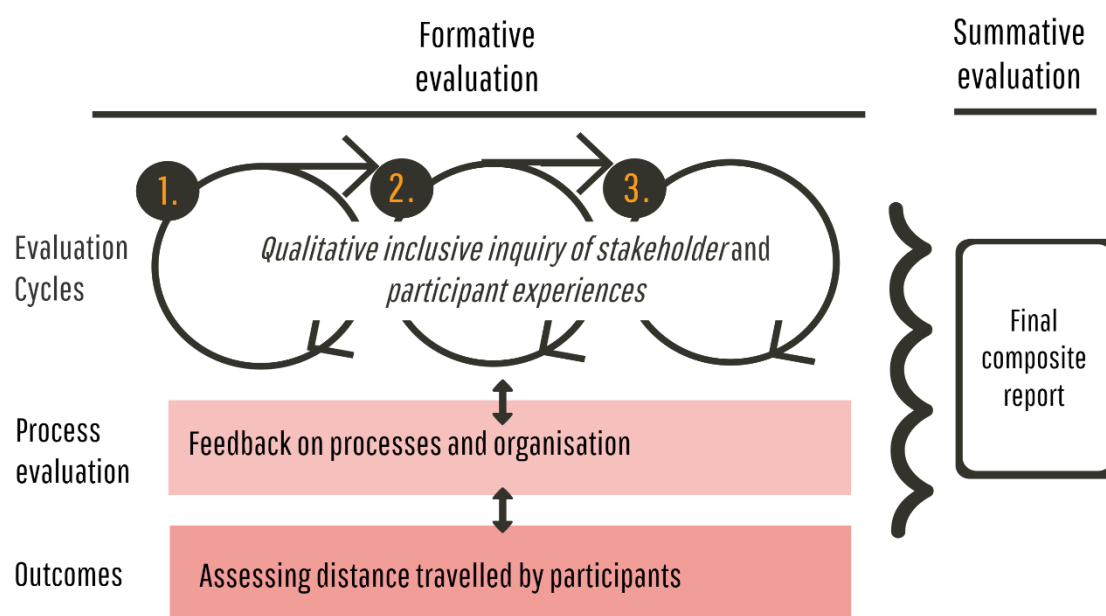 Formative
evaluation
Summative
evaluation
1.
2.
3.
Evaluation
Cycles
Qualitative inclusive inquiry of stakeholder and
participant experiences
Final
composite
report
Process
evaluation
Feedback on processes and organisation
Outcomes
Assessing distance travelled by participants